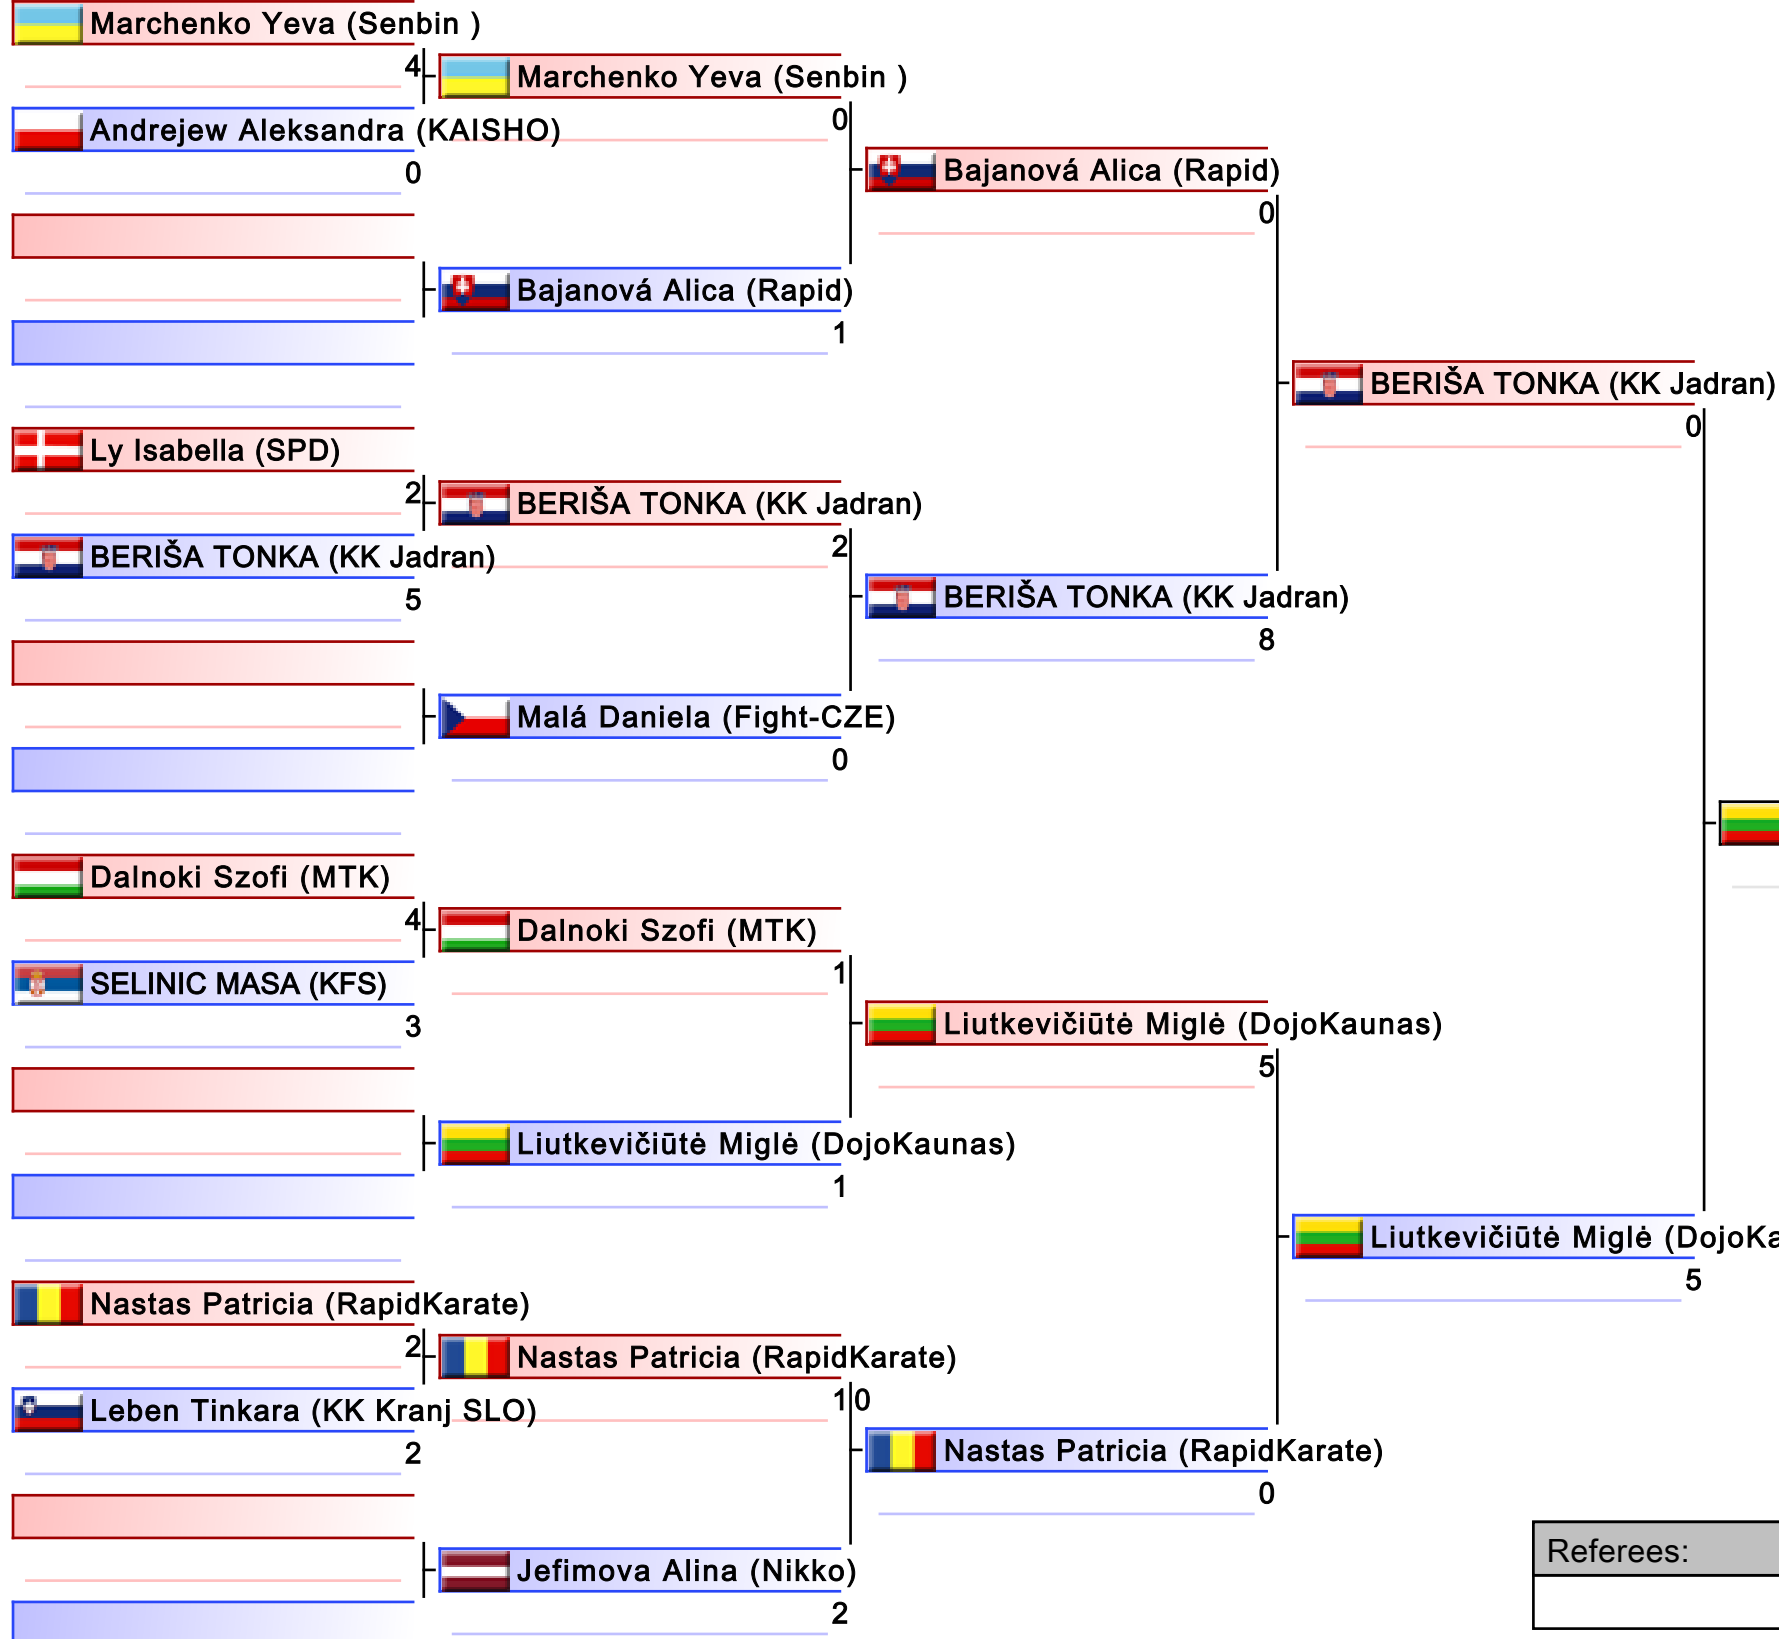 Marchenko Yeva (Senbin )
4
Marchenko Yeva (Senbin )
0
Andrejew Aleksandra (KAISHO)
0
Bajanová Alica (Rapid)
0
Bajanová Alica (Rapid)
1
BERIŠA TONKA (KK Jadran)
0
Ly Isabella (SPD)
2
BERIŠA TONKA (KK Jadran)
2
BERIŠA TONKA (KK Jadran)
5
BERIŠA TONKA (KK Jadran)
8
Malá Daniela (Fight-CZE)
0
Dalnoki Szofi (MTK)
4
Dalnoki Szofi (MTK)
1
SELINIC MASA (KFS)
3
Liutkevičiūtė Miglė (DojoKaunas)
5
Liutkevičiūtė Miglė (DojoKaunas)
1
Liutkevičiūtė Miglė (DojoKa
5
Nastas Patricia (RapidKarate)
2
Nastas Patricia (RapidKarate)
10
Leben Tinkara (KK Kranj SLO)
2
Nastas Patricia (RapidKarate)
0
Jefimova Alina (Nikko)
2
Referees: